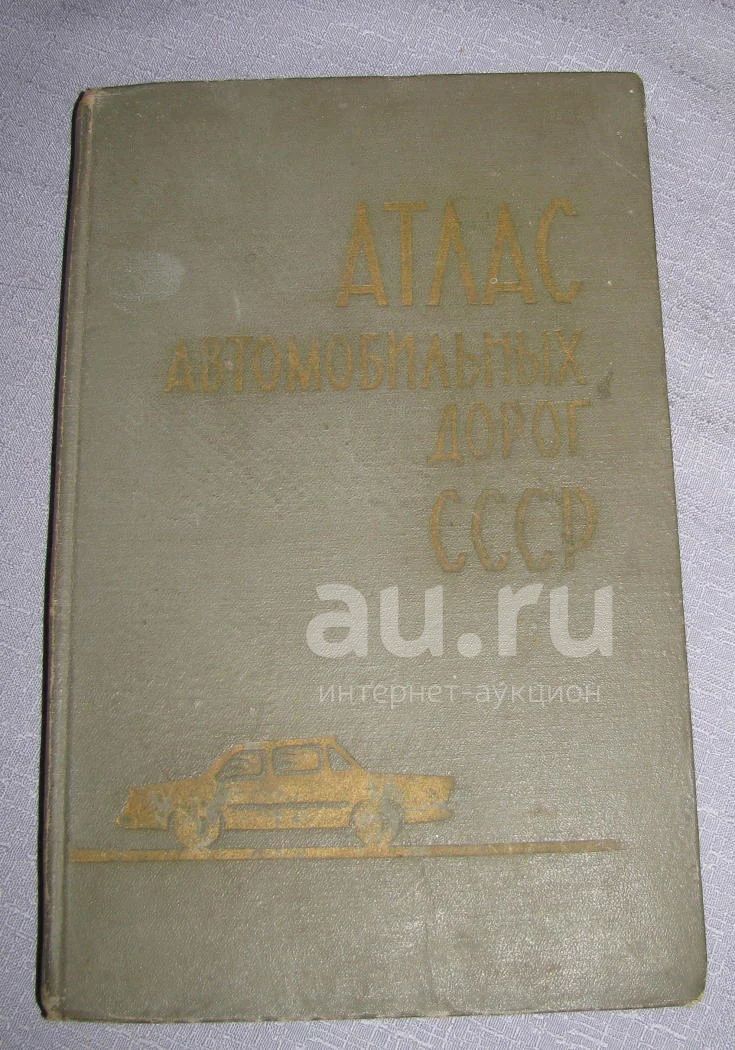 АТЛАС
АВТОМОБИЛЬНЫХ
ДОРОГ
СССР
au.ru
интернет-аукцион